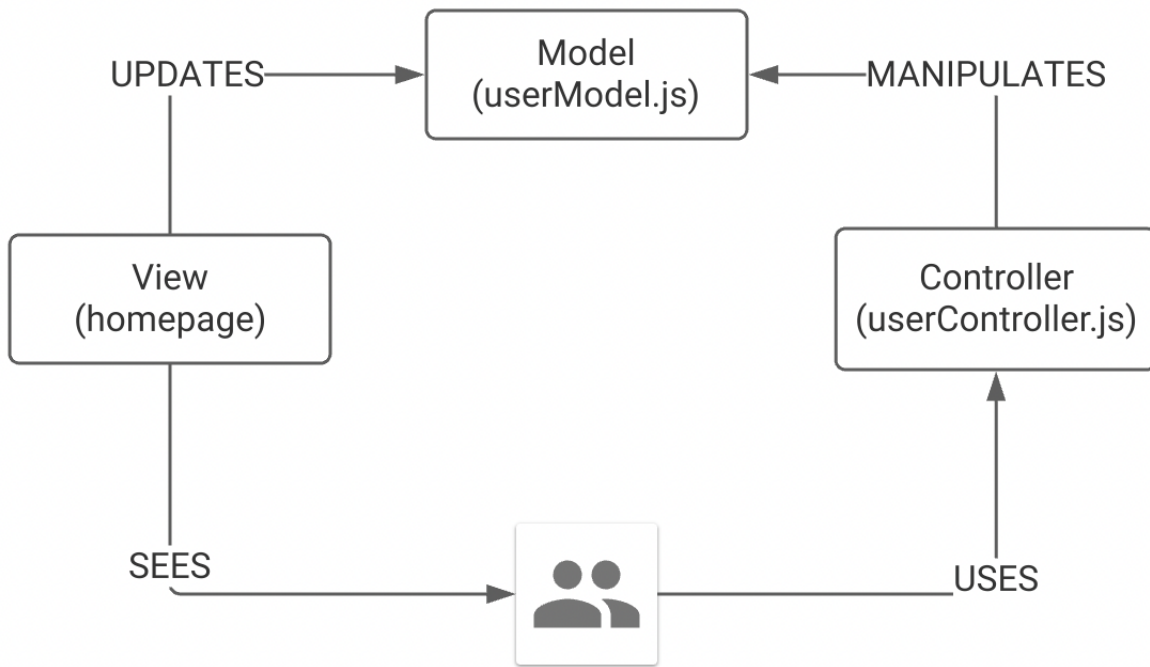 UPDATES
Model
(userModel.js)
MANIPULATES
View
(homepage)
Controller
(userController.js)
SEES
USES